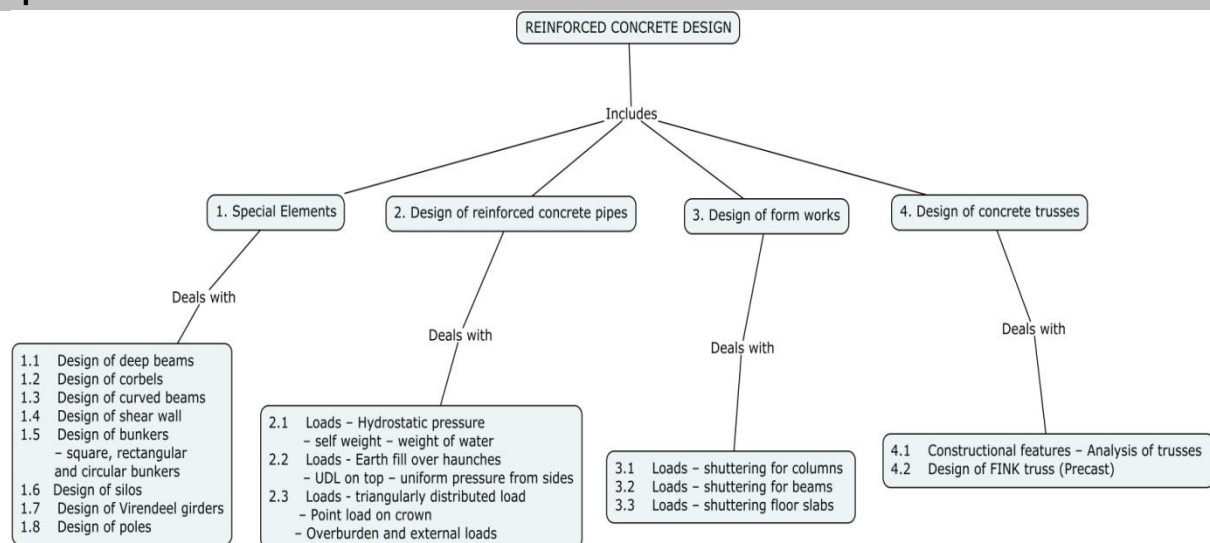 REINFORCED CONCRETE DESIGN
Includes
1. Special Elements
2. Design of reinforced concrete pipes
3. Design of form works
4. Design of concrete trusses
Deals with
Deals with
Deals with
Deals with
1.1 Design of deep beams
1.2 Design of corbels
1.3 Design of curved beams
1.4 Design of shear wall
1.5 Design of bunkers
– square, rectangular
and circular bunkers
1.6 Design of silos
1.7 Design of Virendeel girders
1.8 Design of poles
2.1 Loads – Hydrostatic pressure
– self weight – weight of water
2.2 Loads - Earth fill over haunches
– UDL on top – uniform pressure from sides
2.3 Loads - triangularly distributed load
– Point load on crown
– Overburden and external loads
3.1 Loads – shuttering for columns
3.2 Loads – shuttering for beams
3.3 Loads – shuttering floor slabs
4.1 Constructional features – Analysis of trusses
4.2 Design of FINK truss (Precast)